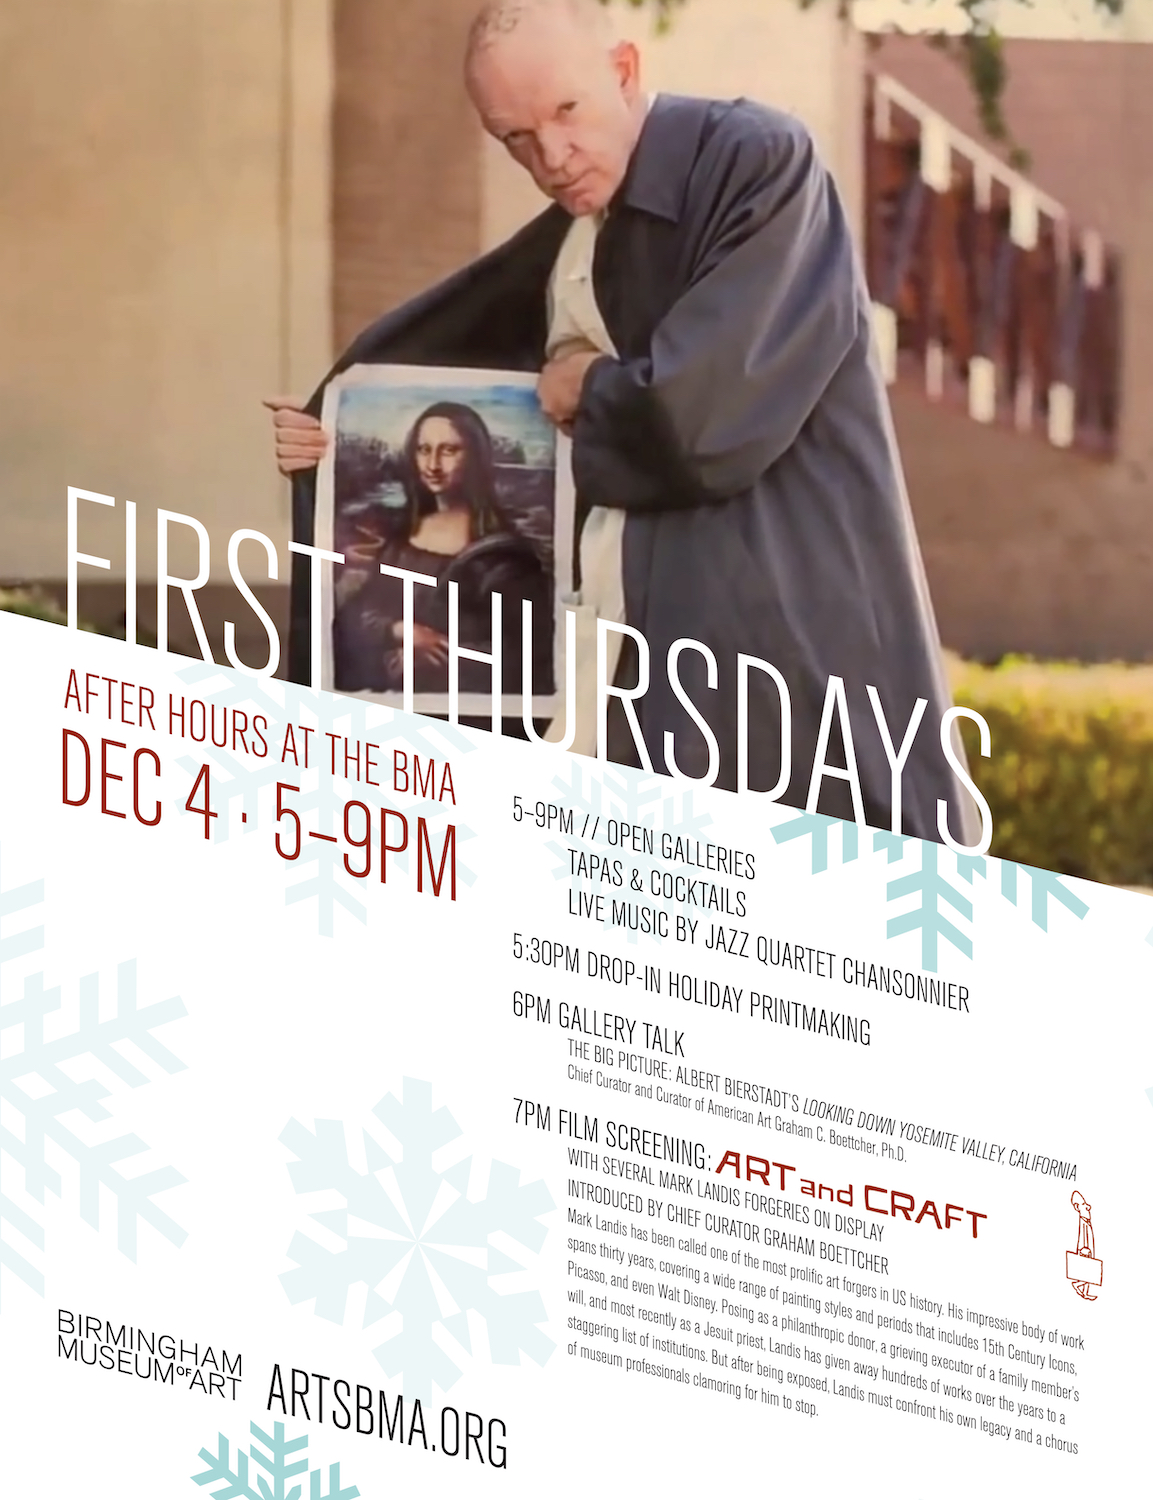 FIRST THURSDAYS
AFTER HOURS AT THE BMA
DEC 4 · 5–9PM
5–9PM // OPEN GALLERIES
TAPAS & COCKTAILS
LIVE MUSIC BY JAZZ QUARTET CHANSONNIER
5:30PM DROP-IN HOLIDAY PRINTMAKING
6PM GALLERY TALK
THE BIG PICTURE: ALBERT BIERSTADT'S LOOKING DOWN YOSEMITE VALLEY, CALIFORNIA
Chief Curator and Curator of American Art Graham C. Boettcher, Ph.D.
7PM FILM SCREENING: ART and CRAFT
WITH SEVERAL MARK LANDIS FORGERIES ON DISPLAY
INTRODUCED BY CHIEF CURATOR GRAHAM BOETTCHER
Mark Landis has been called one of the most prolific art forgers in US history. His impressive body of work
spans thirty years, covering a wide range of painting styles and periods that includes 15th Century Icons,
Picasso, and even Walt Disney. Posing as a philanthropic donor, a grieving executor of a family member's
will, and most recently as a Jesuit priest, Landis has given away hundreds of works over the years to a
staggering list of institutions. But after being exposed, Landis must confront his own legacy and a chorus
of museum professionals clamoring for him to stop.
BIRMINGHAM
MUSEUM OF ART
ARTSBMA.ORG